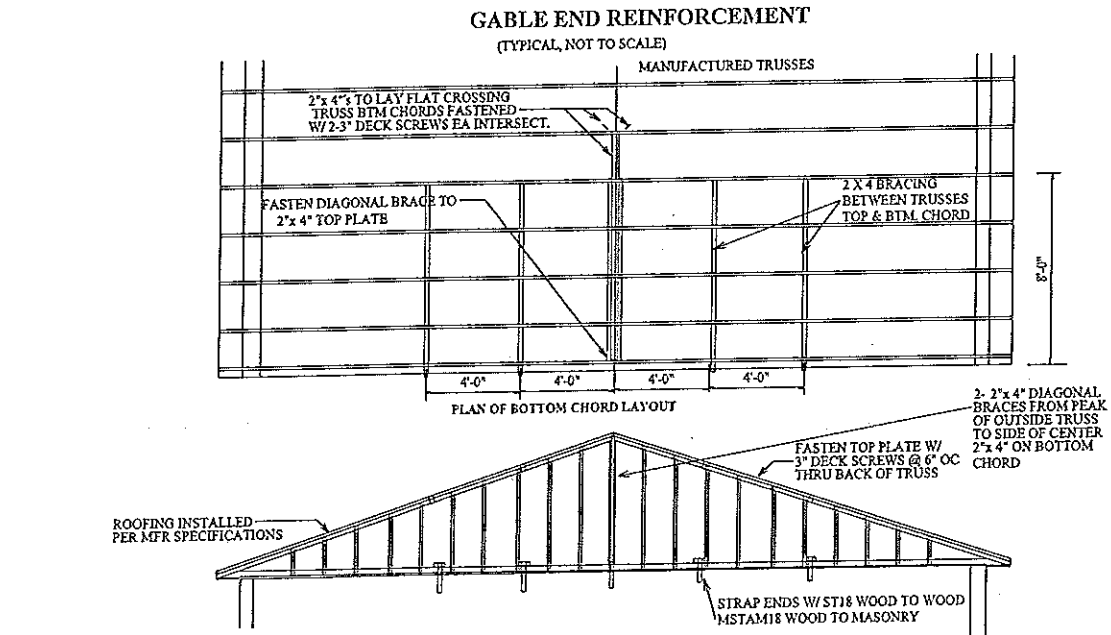 GABLE END REINFORCEMENT
(TYPICAL, NOT TO SCALE)
MANUFACTURED TRUSSES
2"x 4"'s TO LAY FLAT CROSSING
TRUSS BTM CHORDS FASTENED
W/ 2-3" DECK SCREWS EA INTERSECT.
FASTEN DIAGONAL BRACE TO
2"x 4" TOP PLATE
2 X 4 BRACING
BETWEEN TRUSSES
TOP & BTM. CHORD
8'-0"
4'-0"
4'-0"
4'-0"
4'-0"
PLAN OF BOTTOM CHORD LAYOUT
2- 2"x 4" DIAGONAL
BRACES FROM PEAK
OF OUTSIDE TRUSS
TO SIDE OF CENTER
2"x 4" ON BOTTOM
CHORD
FASTEN TOP PLATE W/
3" DECK SCREWS @ 6" OC
THRU BACK OF TRUSS
ROOFING INSTALLED
PER MFR SPECIFICATIONS
STRAP ENDS W/ ST18 WOOD TO WOOD
MSTAM18 WOOD TO MASONRY